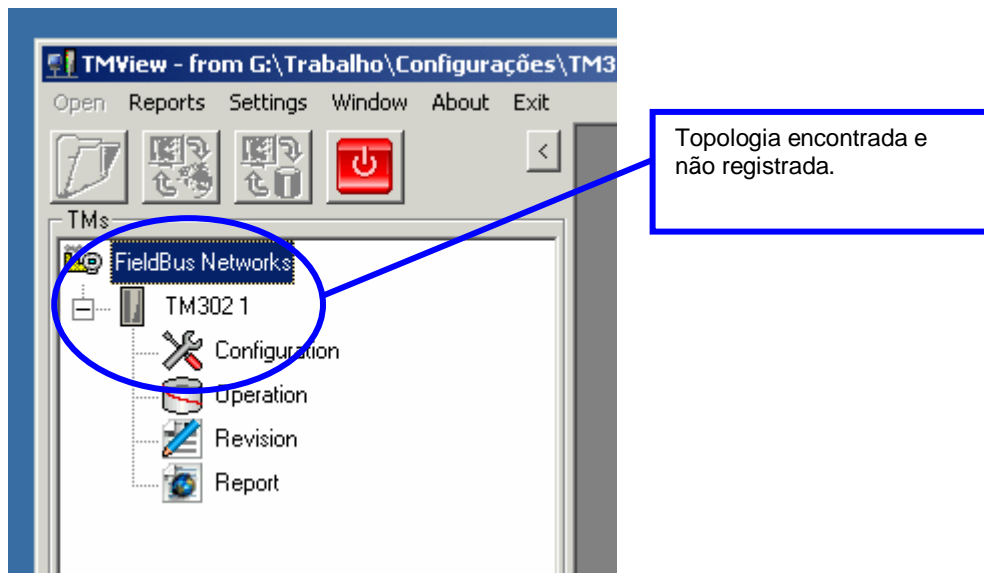 TMView - from G:\Trabalho\Configurações\TM3
Open Reports Settings Window About Exit
<
Topologia encontrada e
não registrada.
TMs
FieldBus Networks
TM302 1
Configuration
Operation
Revision
Report